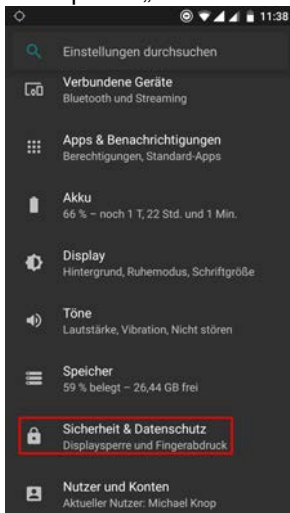 11:38
Einstellungen durchsuchen
Verbundene Geräte
Bluetooth und Streaming
Apps & Benachrichtigungen
Berechtigungen, Standard-Apps
Akku
66 % – noch 1 T, 22 Std. und 1 Min.
Display
Hintergrund, Ruhemodus, Schriftgröße
Töne
Lautstärke, Vibration, Nicht stören
Speicher
59 % belegt – 26,44 GB frei
Sicherheit & Datenschutz
Displaysperre und Fingerabdruck
Nutzer und Konten
Aktueller Nutzer: Michael Knop